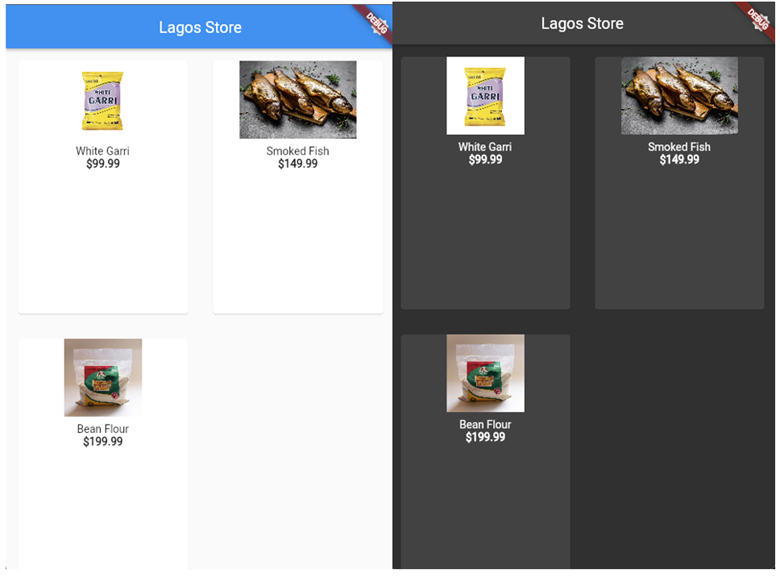 Lagos Store
DEBUG
WHITE
GARRI
White Garri
$99.99
Smoked Fish
$149.99
Bean Flour
$199.99
Lagos Store
DEBUG
WHITE
GARRI
White Garri
$99.99
Smoked Fish
$149.99
Bean Flour
$199.99